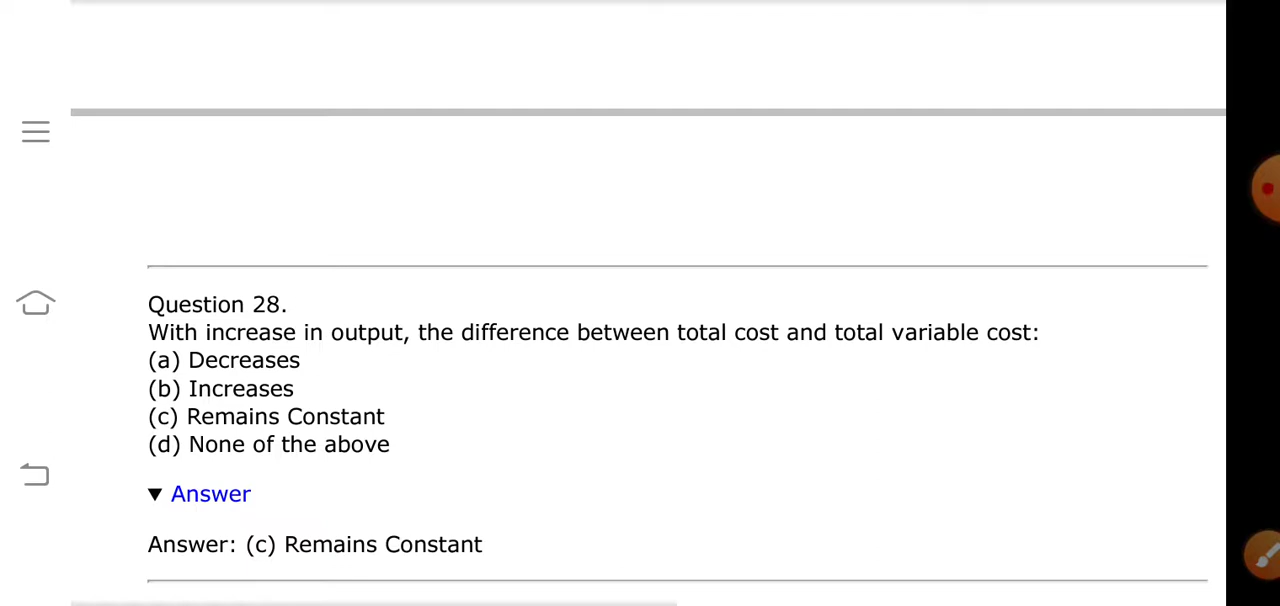 Question 28.
With increase in output, the difference between total cost and total variable cost:
(a) Decreases
(b) Increases
(c) Remains Constant
(d) None of the above
▼ Answer
Answer: (c) Remains Constant